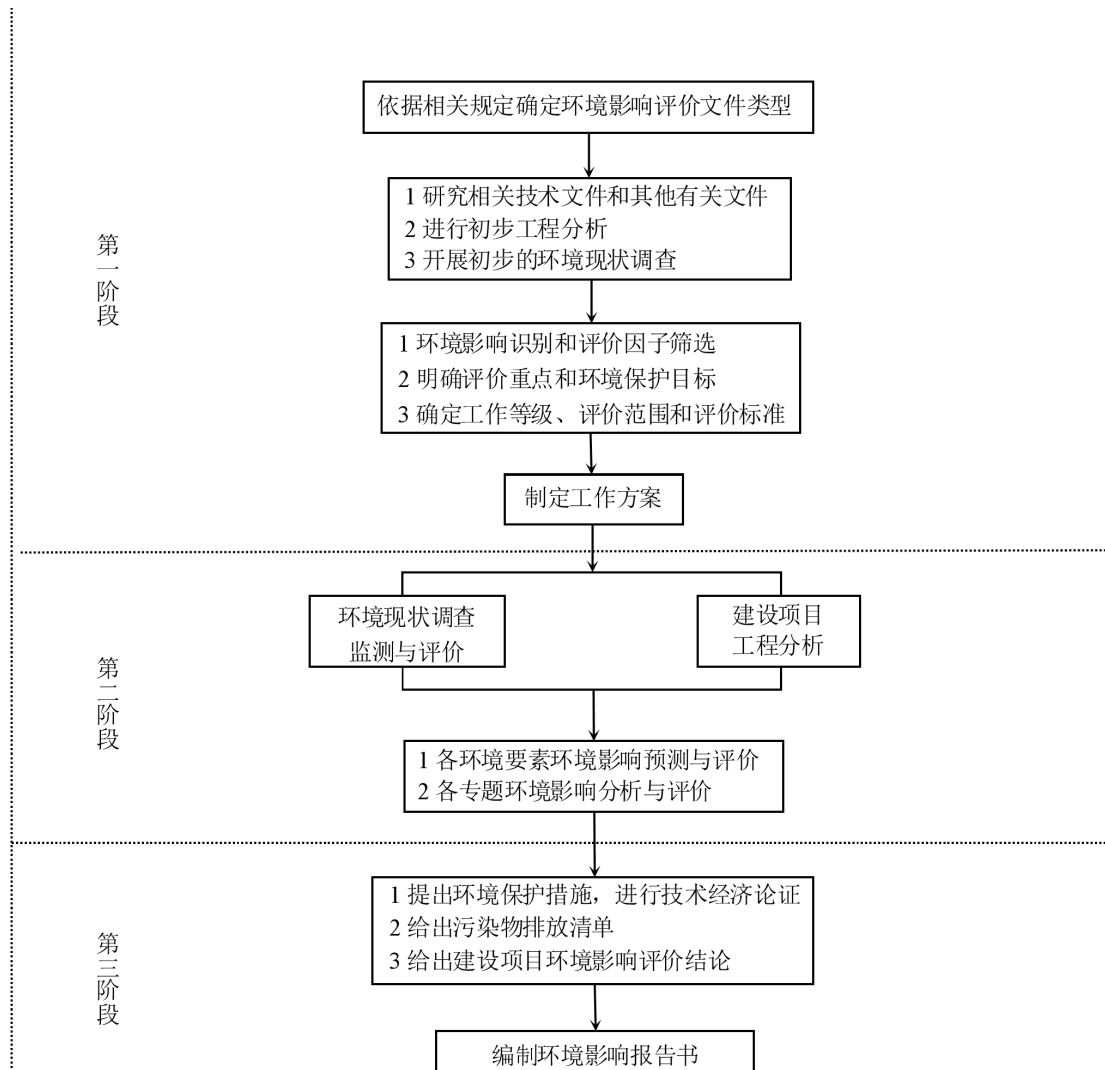 依据相关规定确定环境影响评价文件类型
1 研究相关技术文件和其他有关文件
2 进行初步工程分析
3 开展初步的环境现状调查
第一阶段
1 环境影响识别和评价因子筛选
2 明确评价重点和环境保护目标
3 确定工作等级、评价范围和评价标准
制定工作方案
环境现状调查
监测与评价
建设项目
工程分析
第二阶段
1 各环境要素环境影响预测与评价
2 各专题环境影响分析与评价
1 提出环境保护措施，进行技术经济论证
2 给出污染物排放清单
3 给出建设项目环境影响评价结论
第三阶段
编制环境影响报告书